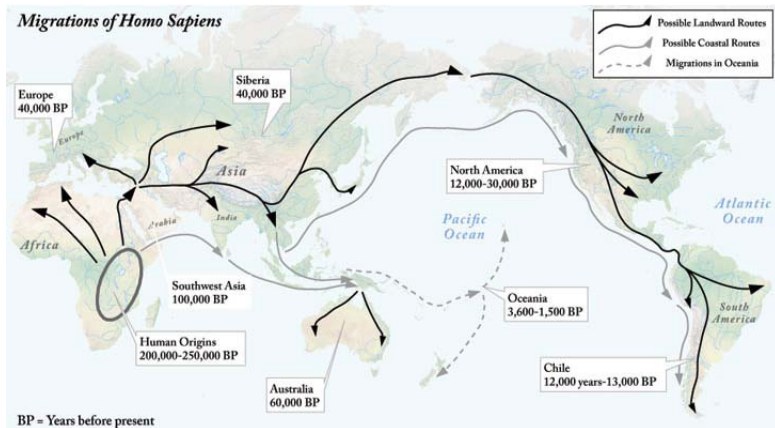 Migrations of Homo Sapiens
Possible Landward Routes
Possible Coastal Routes
Migrations in Oceania
Europe
40,000 BP
Siberia
40,000 BP
Europe
Asia
North
America
North America
12,000-30,000 BP
Atlantic
Ocean
Pacific
Ocean
Africa
Arabia
India
Southwest Asia
100,000 BP
Oceania
3,600-1,500 BP
South
America
Human Origins
200,000-250,000 BP
Australia
60,000 BP
Chile
12,000 years-13,000 BP
BP = Years before present